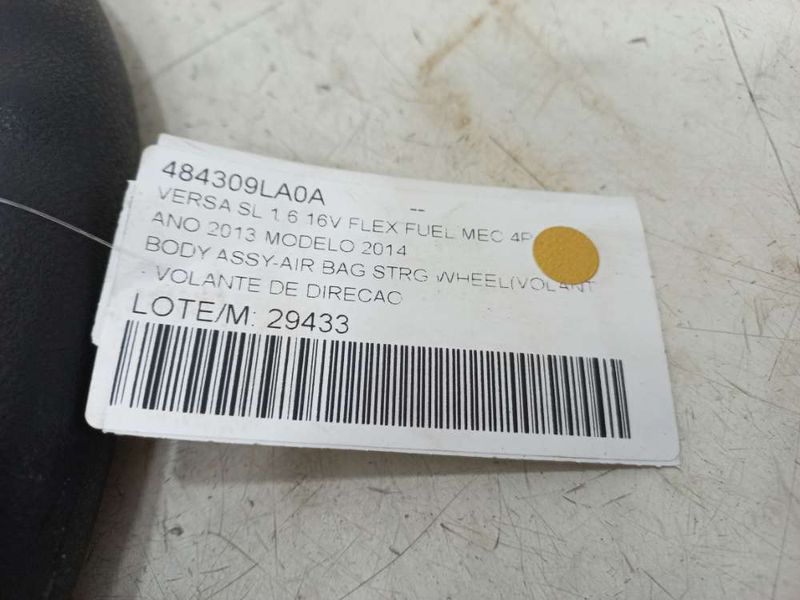 484309LA0A --
VERSA SL 1.6 16V FLEX FUEL MEC 4P
ANO 2013 MODELO 2014
BODY ASSY-AIR BAG STRG WHEEL(VOLANT
- VOLANTE DE DIRECAO
LOTE/M: 29433